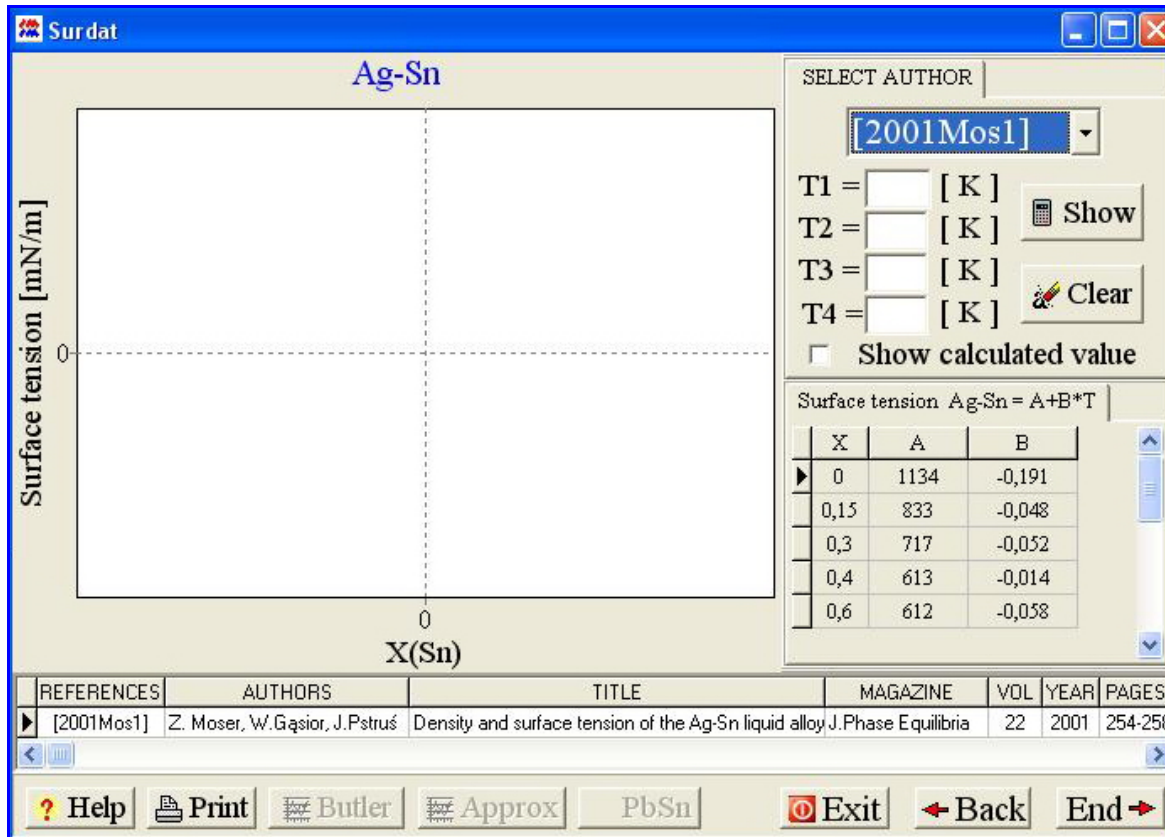 Surdat
Ag-Sn
Surface tension [mN/m]
0
0
X(Sn)
SELECT AUTHOR
[2001Mos1]
T1 = [ K ]
T2 = [ K ]
T3 = [ K ]
T4 = [ K ]
Show
Clear
Show calculated value
Surface tension Ag-Sn = A+B*T
X A B
0 1134 -0,191
0,15 833 -0,048
0,3 717 -0,052
0,4 613 -0,014
0,6 612 -0,058
REFERENCES AUTHORS TITLE MAGAZINE VOL YEAR PAGES
[2001Mos1] Z. Moser, W.Gąsior, J.Pstruś Density and surface tension of the Ag-Sn liquid alloy J.Phase Equilibria 22 2001 254-258
Help Print Butler Approx PbSn Exit Back End